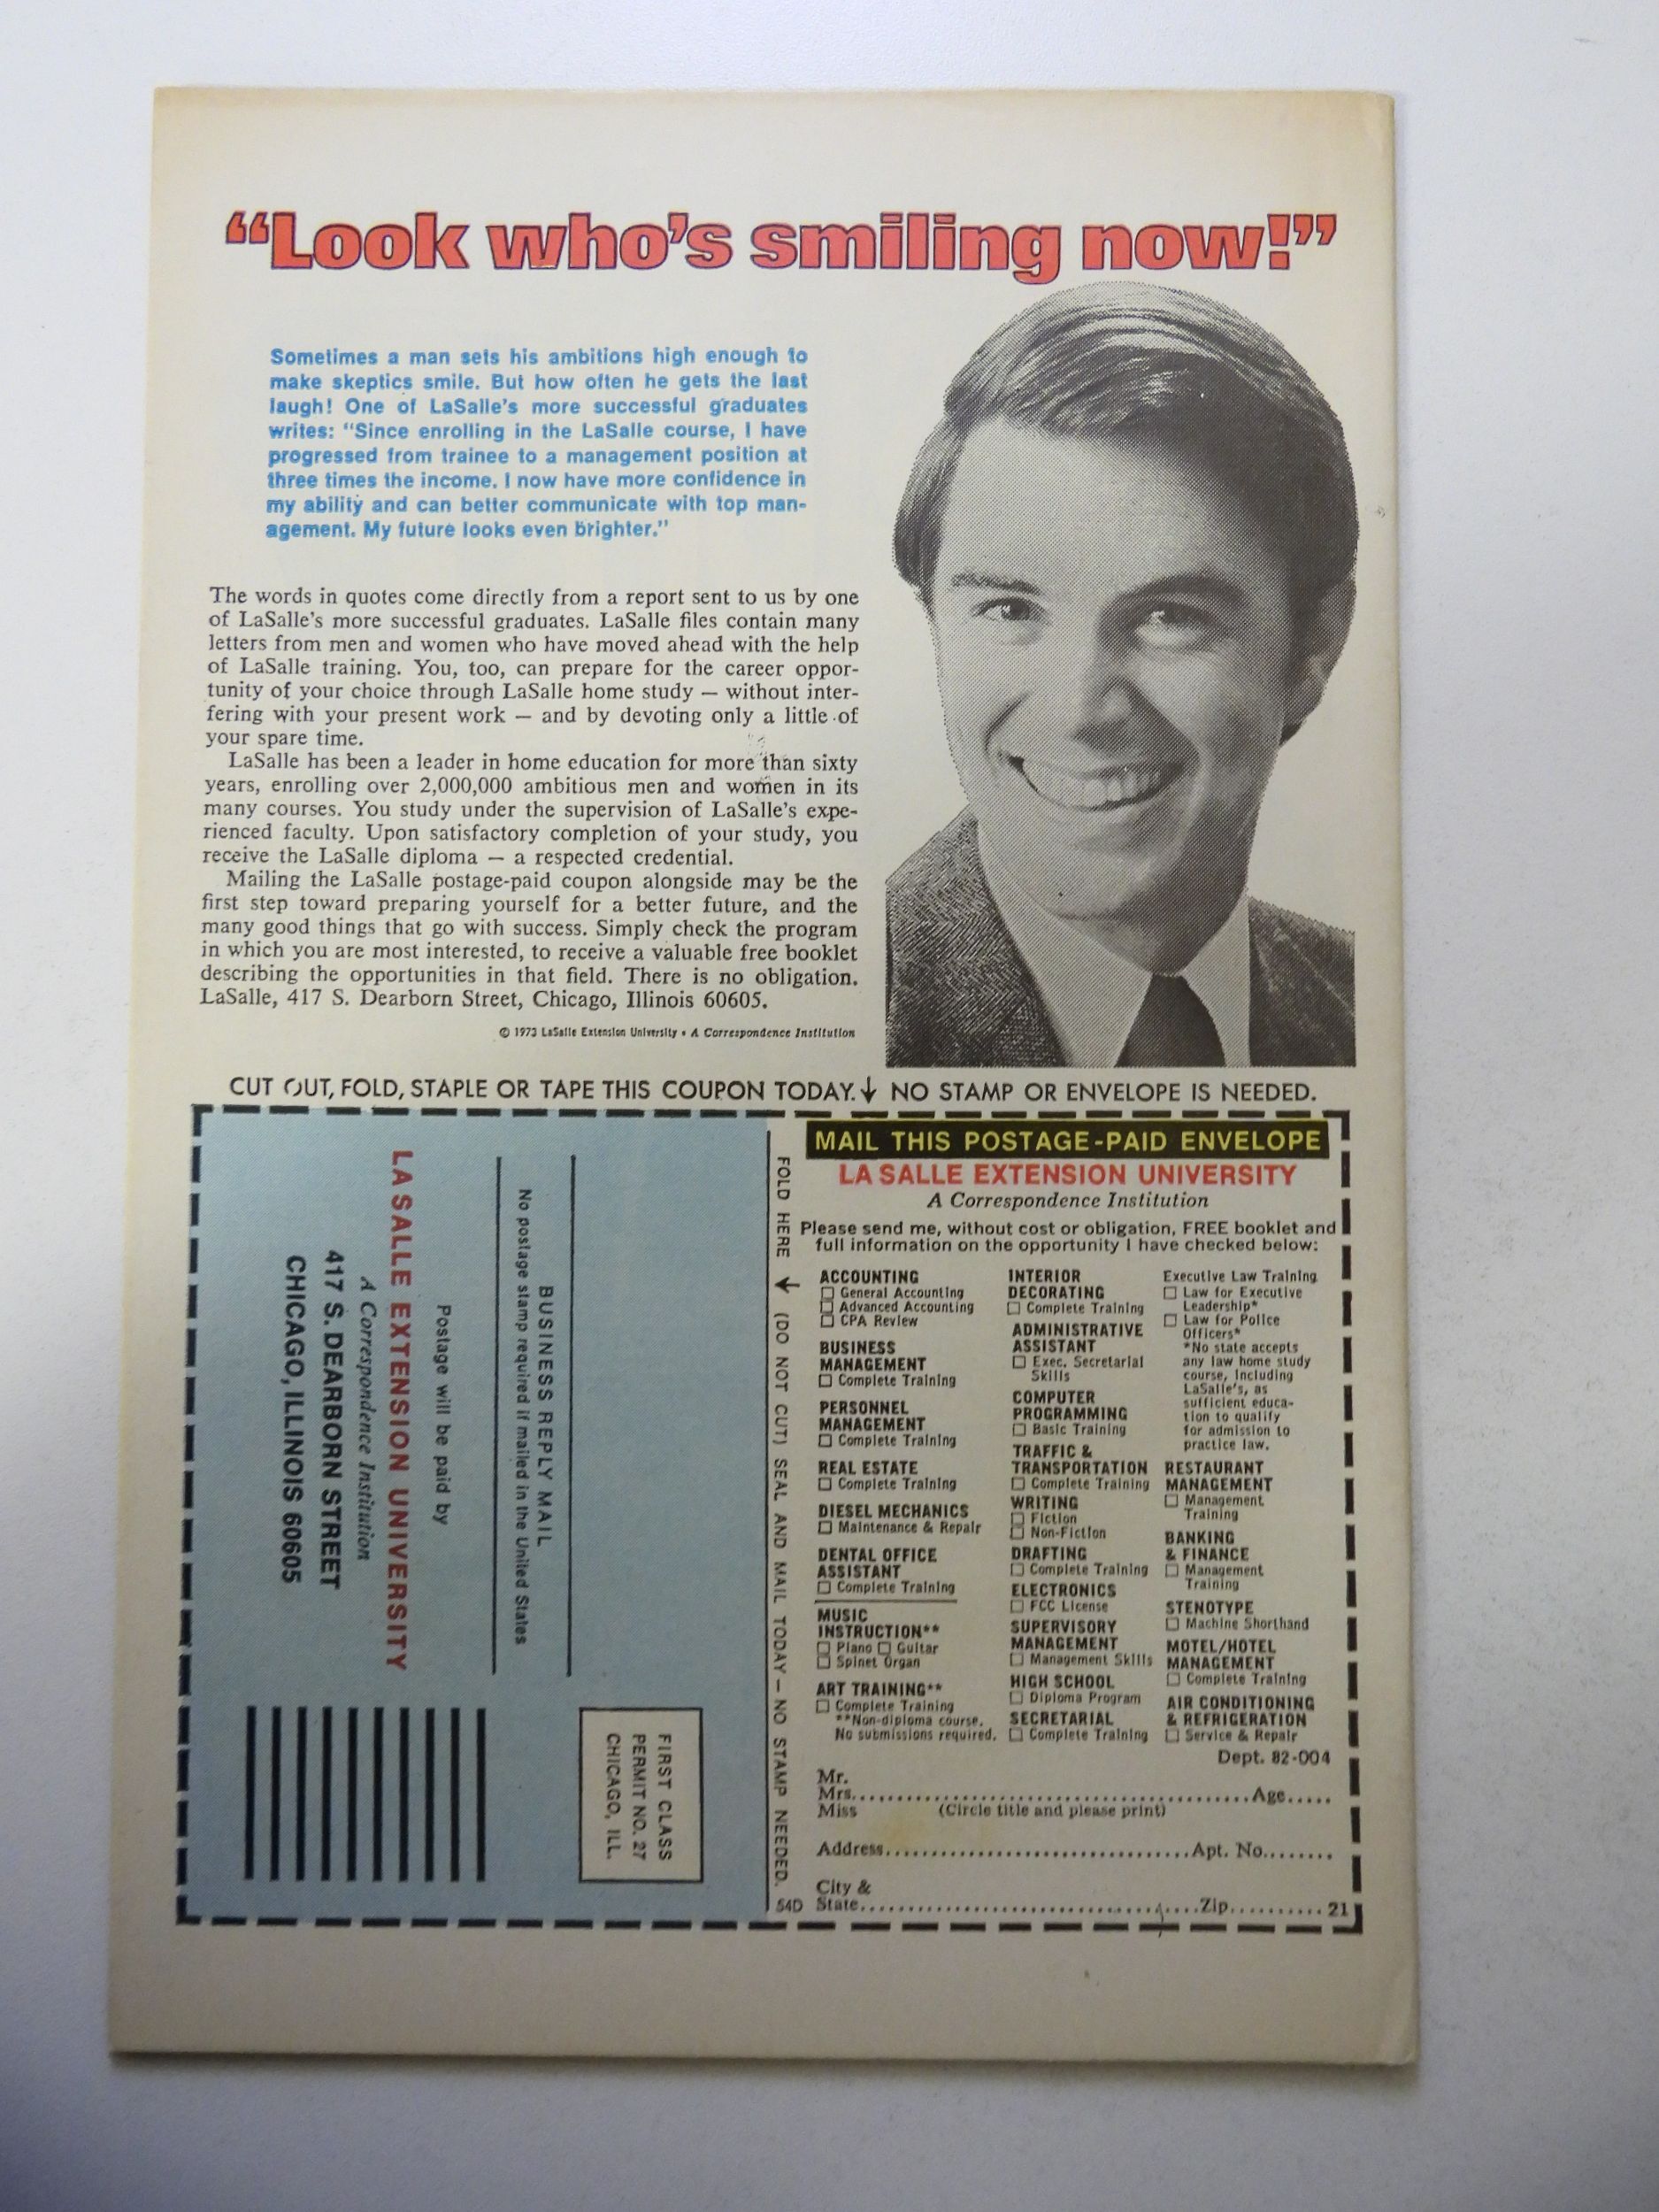 “Look who’s smiling now!”
Sometimes a man sets his ambitions high enough to
make skeptics smile. But how often he gets the last
laugh! One of LaSalle’s more successful graduates
writes: “Since enrolling in the LaSalle course, I have
progressed from trainee to a management position at
three times the income. I now have more confidence in
my ability and can better communicate with top man-
agement. My future looks even brighter.”
The words in quotes come directly from a report sent to us by one
of LaSalle’s more successful graduates. LaSalle files contain many
letters from men and women who have moved ahead with the help
of LaSalle training. You, too, can prepare for the career oppor-
tunity of your choice through LaSalle home study — without inter-
fering with your present work — and by devoting only a little of
your spare time.
LaSalle has been a leader in home education for more than sixty
years, enrolling over 2,000,000 ambitious men and women in its
many courses. You study under the supervision of LaSalle’s expe-
rienced faculty. Upon satisfactory completion of your study, you
receive the LaSalle diploma — a respected credential.
Mailing the LaSalle postage-paid coupon alongside may be the
first step toward preparing yourself for a better future, and the
many good things that go with success. Simply check the program
in which you are most interested, to receive a valuable free booklet
describing the opportunities in that field. There is no obligation.
LaSalle, 417 S. Dearborn Street, Chicago, Illinois 60605.
© 1973 LaSalle Extension University • A Correspondence Institution
CUT OUT, FOLD, STAPLE OR TAPE THIS COUPON TODAY.↓ NO STAMP OR ENVELOPE IS NEEDED.
FIRST CLASS
PERMIT NO. 27
CHICAGO, ILL.
BUSINESS REPLY MAIL
No postage stamp required if mailed in the United States
Postage will be paid by
LA SALLE EXTENSION UNIVERSITY
A Correspondence Institution
417 S. DEARBORN STREET
CHICAGO, ILLINOIS 60605
FOLD HERE → (DO NOT CUT) SEAL AND MAIL TODAY — NO STAMP NEEDED.
54D
MAIL THIS POSTAGE-PAID ENVELOPE
LA SALLE EXTENSION UNIVERSITY
A Correspondence Institution
Please send me, without cost or obligation, FREE booklet and
full information on the opportunity I have checked below:
ACCOUNTING
☐ General Accounting
☐ Advanced Accounting
☐ CPA Review
BUSINESS
MANAGEMENT
☐ Complete Training
PERSONNEL
MANAGEMENT
☐ Complete Training
REAL ESTATE
☐ Complete Training
DIESEL MECHANICS
☐ Maintenance & Repair
DENTAL OFFICE
ASSISTANT
☐ Complete Training
MUSIC
INSTRUCTION**
☐ Piano ☐ Guitar
☐ Spinet Organ
ART TRAINING**
☐ Complete Training
**Non-diploma course.
No submissions required.
INTERIOR
DECORATING
☐ Complete Training
ADMINISTRATIVE
ASSISTANT
☐ Exec. Secretarial
Skills
COMPUTER
PROGRAMMING
☐ Basic Training
TRAFFIC &
TRANSPORTATION
☐ Complete Training
WRITING
☐ Fiction
☐ Non-Fiction
DRAFTING
☐ Complete Training
ELECTRONICS
☐ FCC License
SUPERVISORY
MANAGEMENT
☐ Management Skills
HIGH SCHOOL
☐ Diploma Program
SECRETARIAL
☐ Complete Training
Executive Law Training
☐ Law for Executive
Leadership*
☐ Law for Police
Officers*
*No state accepts
any law home study
course, including
LaSalle’s, as
sufficient educa-
tion to qualify
for admission to
practice law.
RESTAURANT
MANAGEMENT
☐ Management
Training
BANKING
& FINANCE
☐ Management
Training
STENOTYPE
☐ Machine Shorthand
MOTEL/HOTEL
MANAGEMENT
☐ Complete Training
AIR CONDITIONING
& REFRIGERATION
☐ Service & Repair
Dept. 82-004
Mr.
Mrs. Age
Miss (Circle title and please print)
Address Apt. No.
City &
State Zip 21